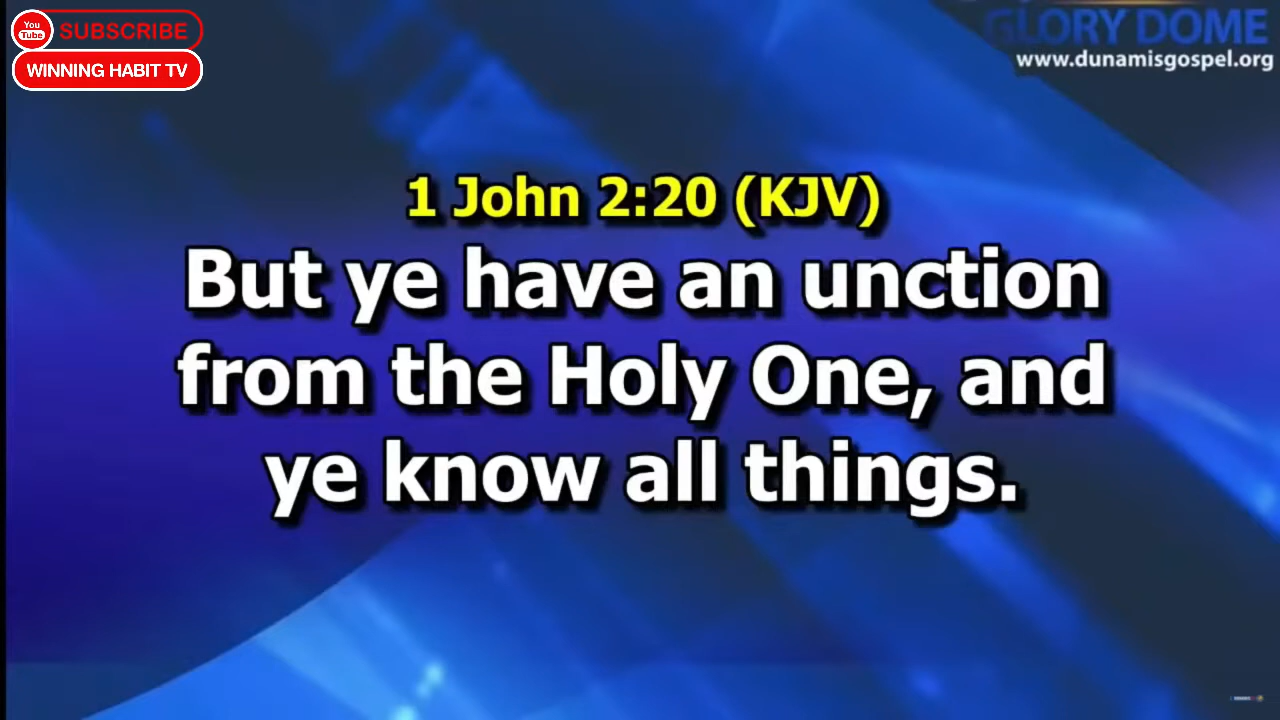 You
Tube
SUBSCRIBE
WINNING HABIT TV
GLORY DOME
www.dunamisgospel.org
1 John 2:20 (KJV)
But ye have an unction
from the Holy One, and
ye know all things.